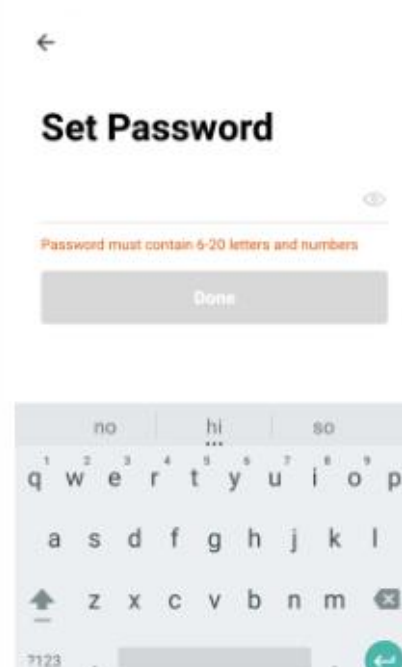 Set Password
Password must contain 6-20 letters and numbers
Done
no hi so
1 2 3 4 5 6 7 8 9
q w e r t y u i o p
a s d f g h j k l
z x c v b n m
?123